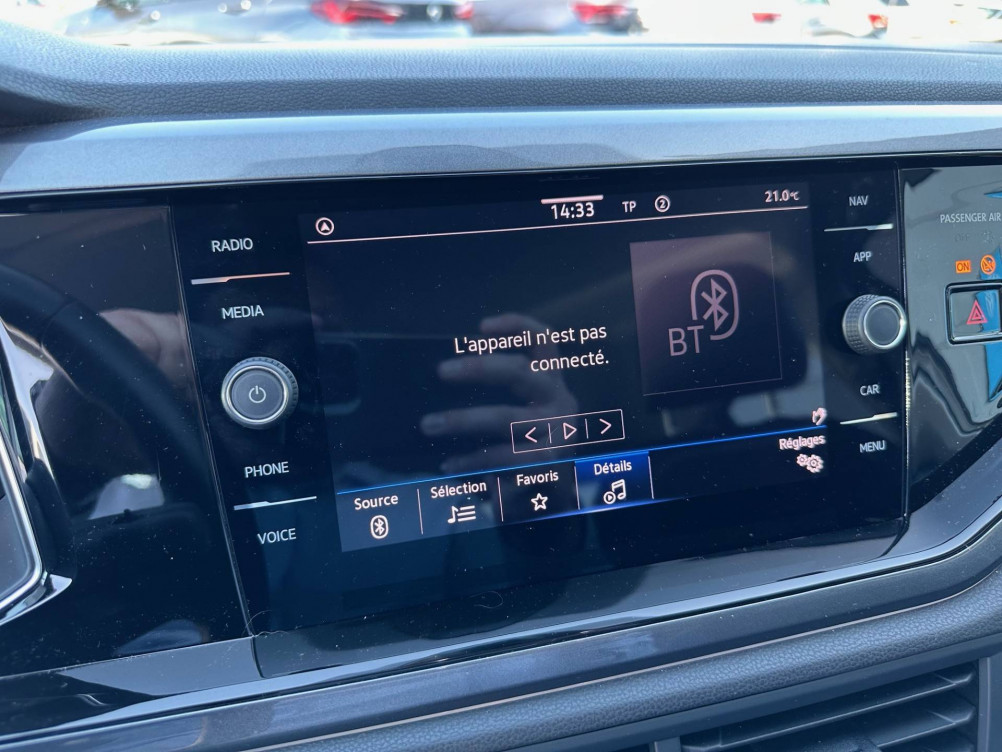 14:33 TP 2 21.0°C
NAV
PASSENGER AIR
RADIO
APP
ON
MEDIA
L'appareil n'est pas
connecté.
BT
CAR
Réglages
MENU
PHONE
Source Sélection Favoris Détails
VOICE